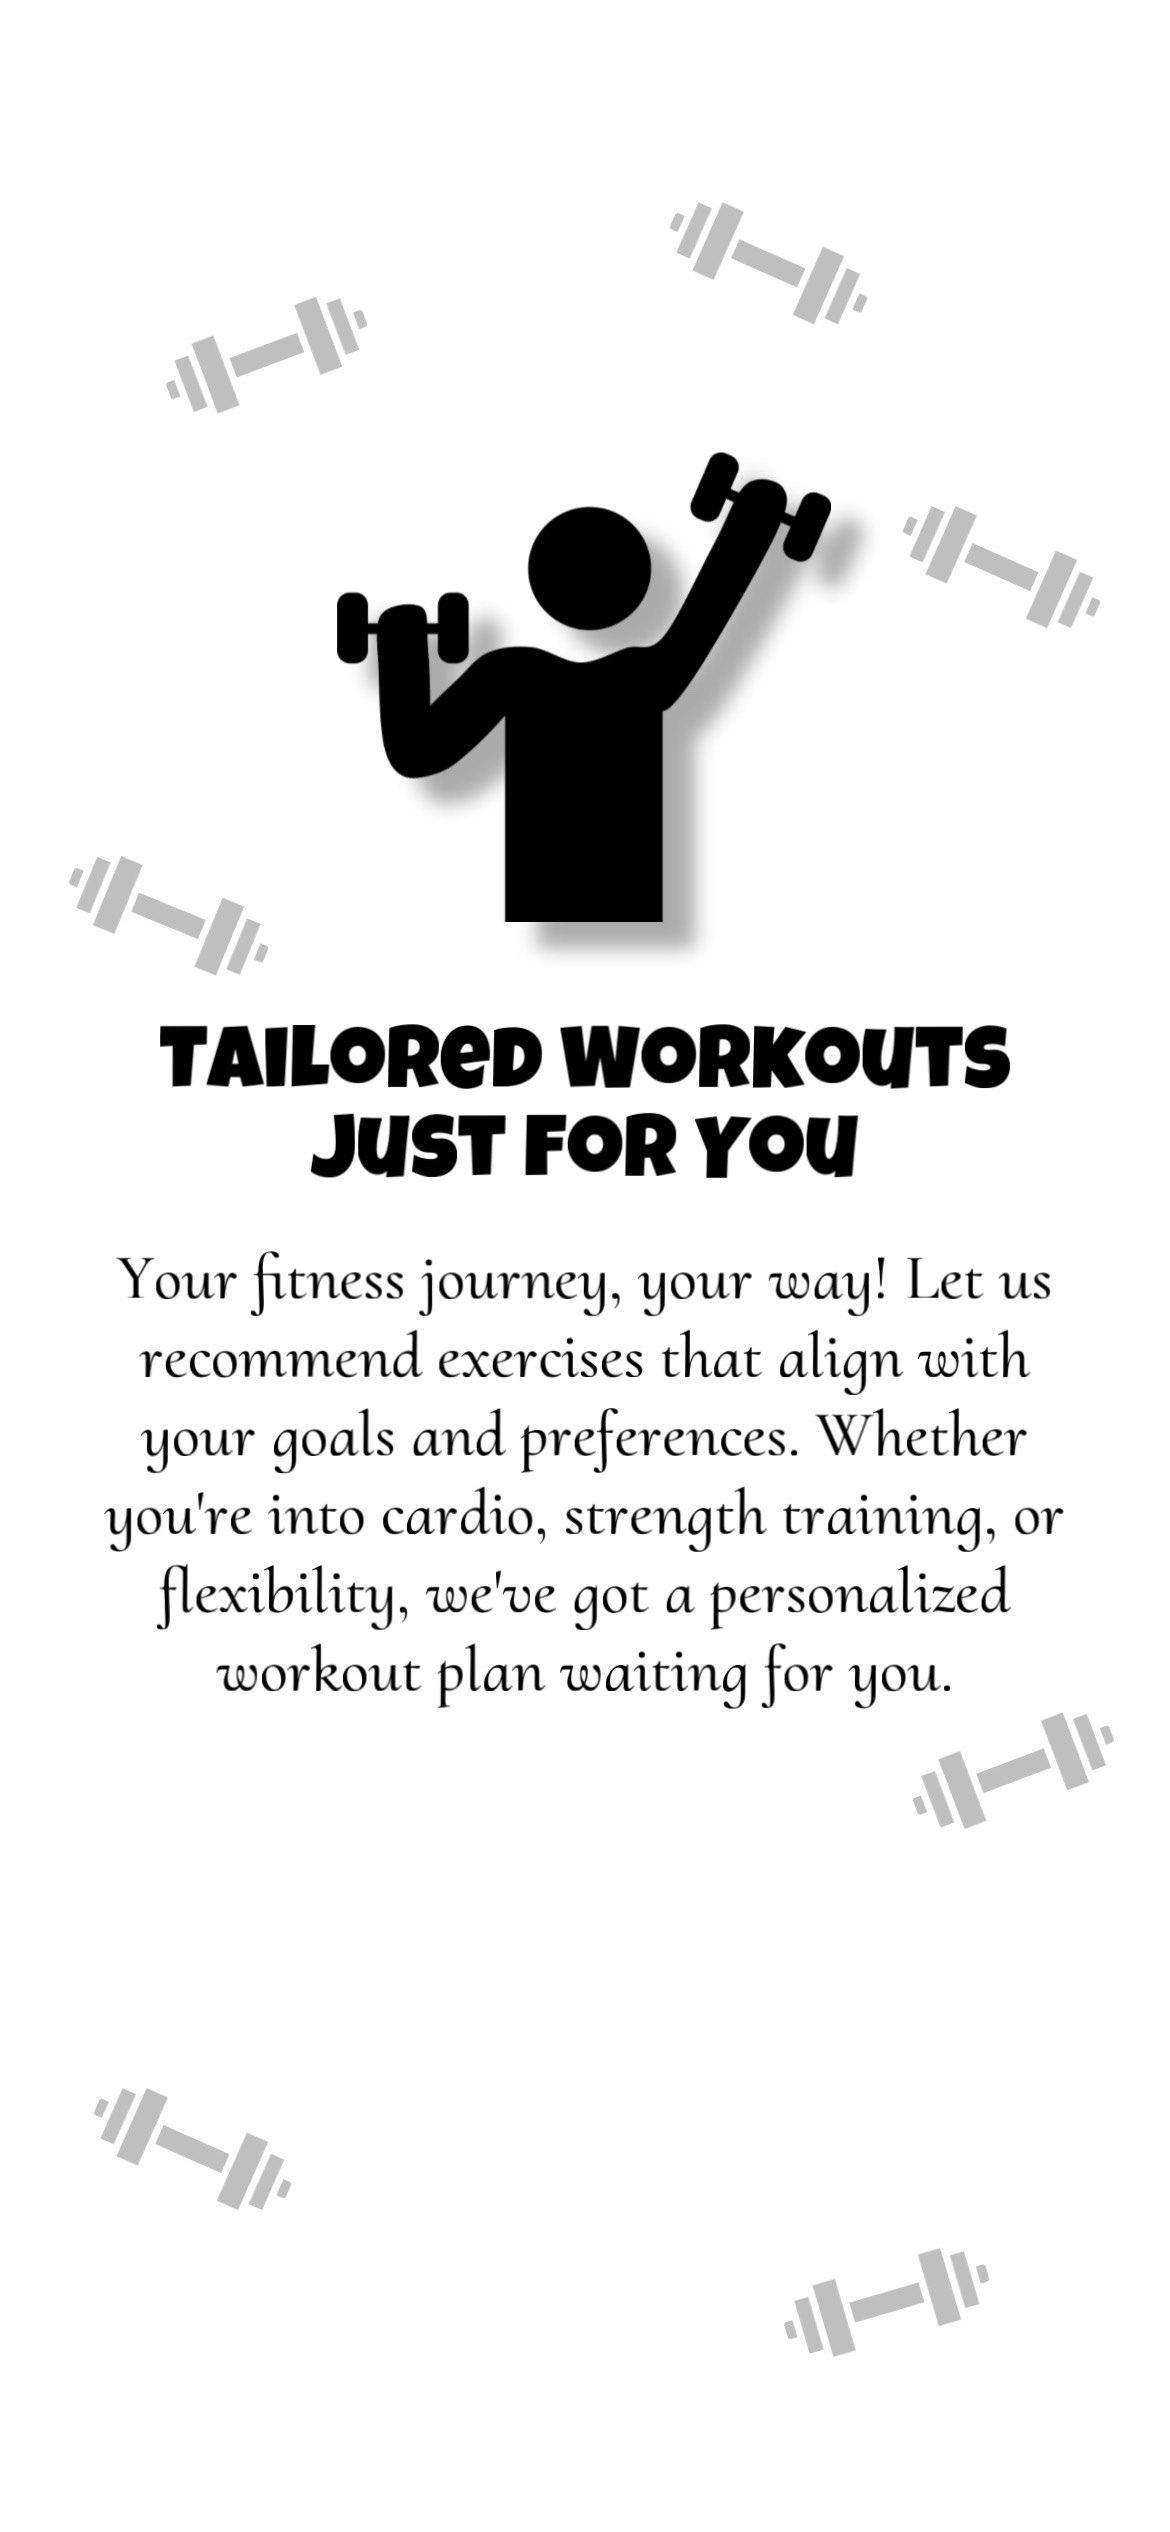 TAILORED WORKOUTS
JUST FOR YOU
Your fitness journey, your way! Let us
recommend exercises that align with
your goals and preferences. Whether
you're into cardio, strength training, or
flexibility, we've got a personalized
workout plan waiting for you.